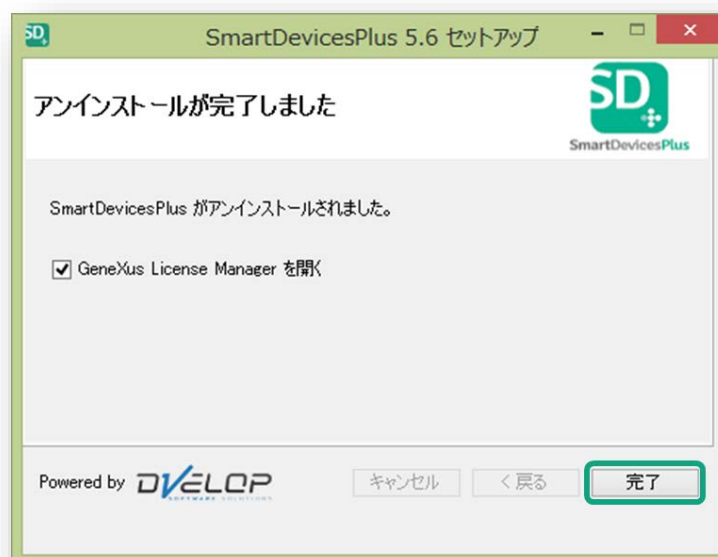 SD
SmartDevicesPlus 5.6 セットアップ
アンインストールが完了しました
SD
SmartDevicesPlus
SmartDevicesPlus がアンインストールされました。
GeneXus License Manager を開く
Powered by DVELOP
SOFTWARE SOLUTIONS
キャンセル
< 戻る
完了